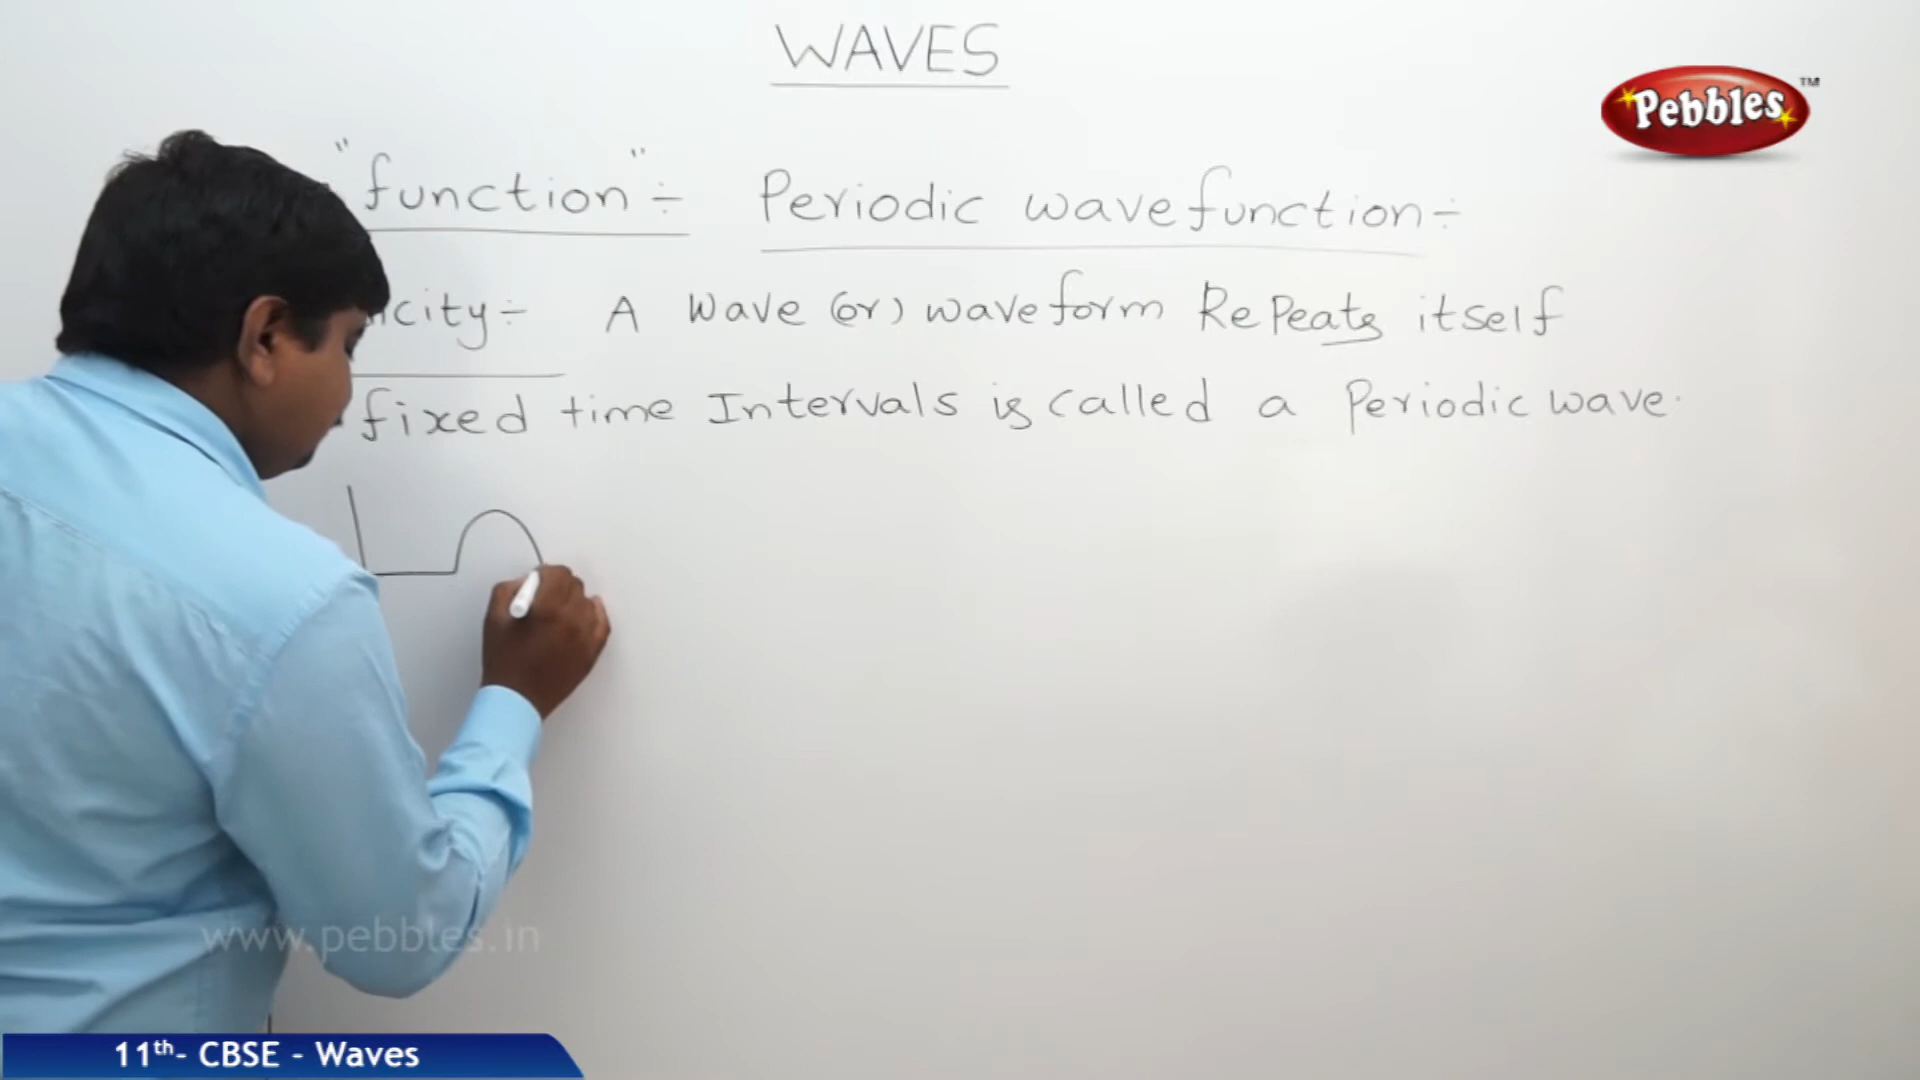 WAVES
Pebbles TM
"function" ÷ Periodic wavefunction ÷
icity ÷ A wave (or) waveform Repeats itself
fixed time Intervals is called a Periodic wave.
www.pebbles.in
11th- CBSE - Waves